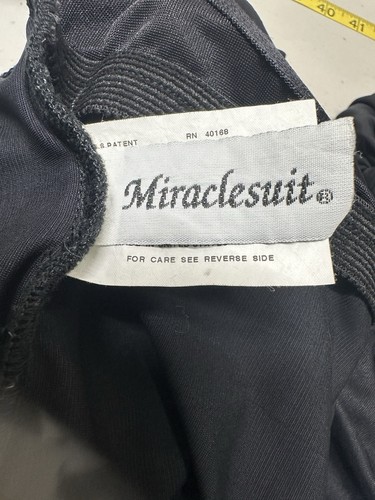 40 41
S PATENT RN 40168
Miraclesuit®
FOR CARE SEE REVERSE SIDE